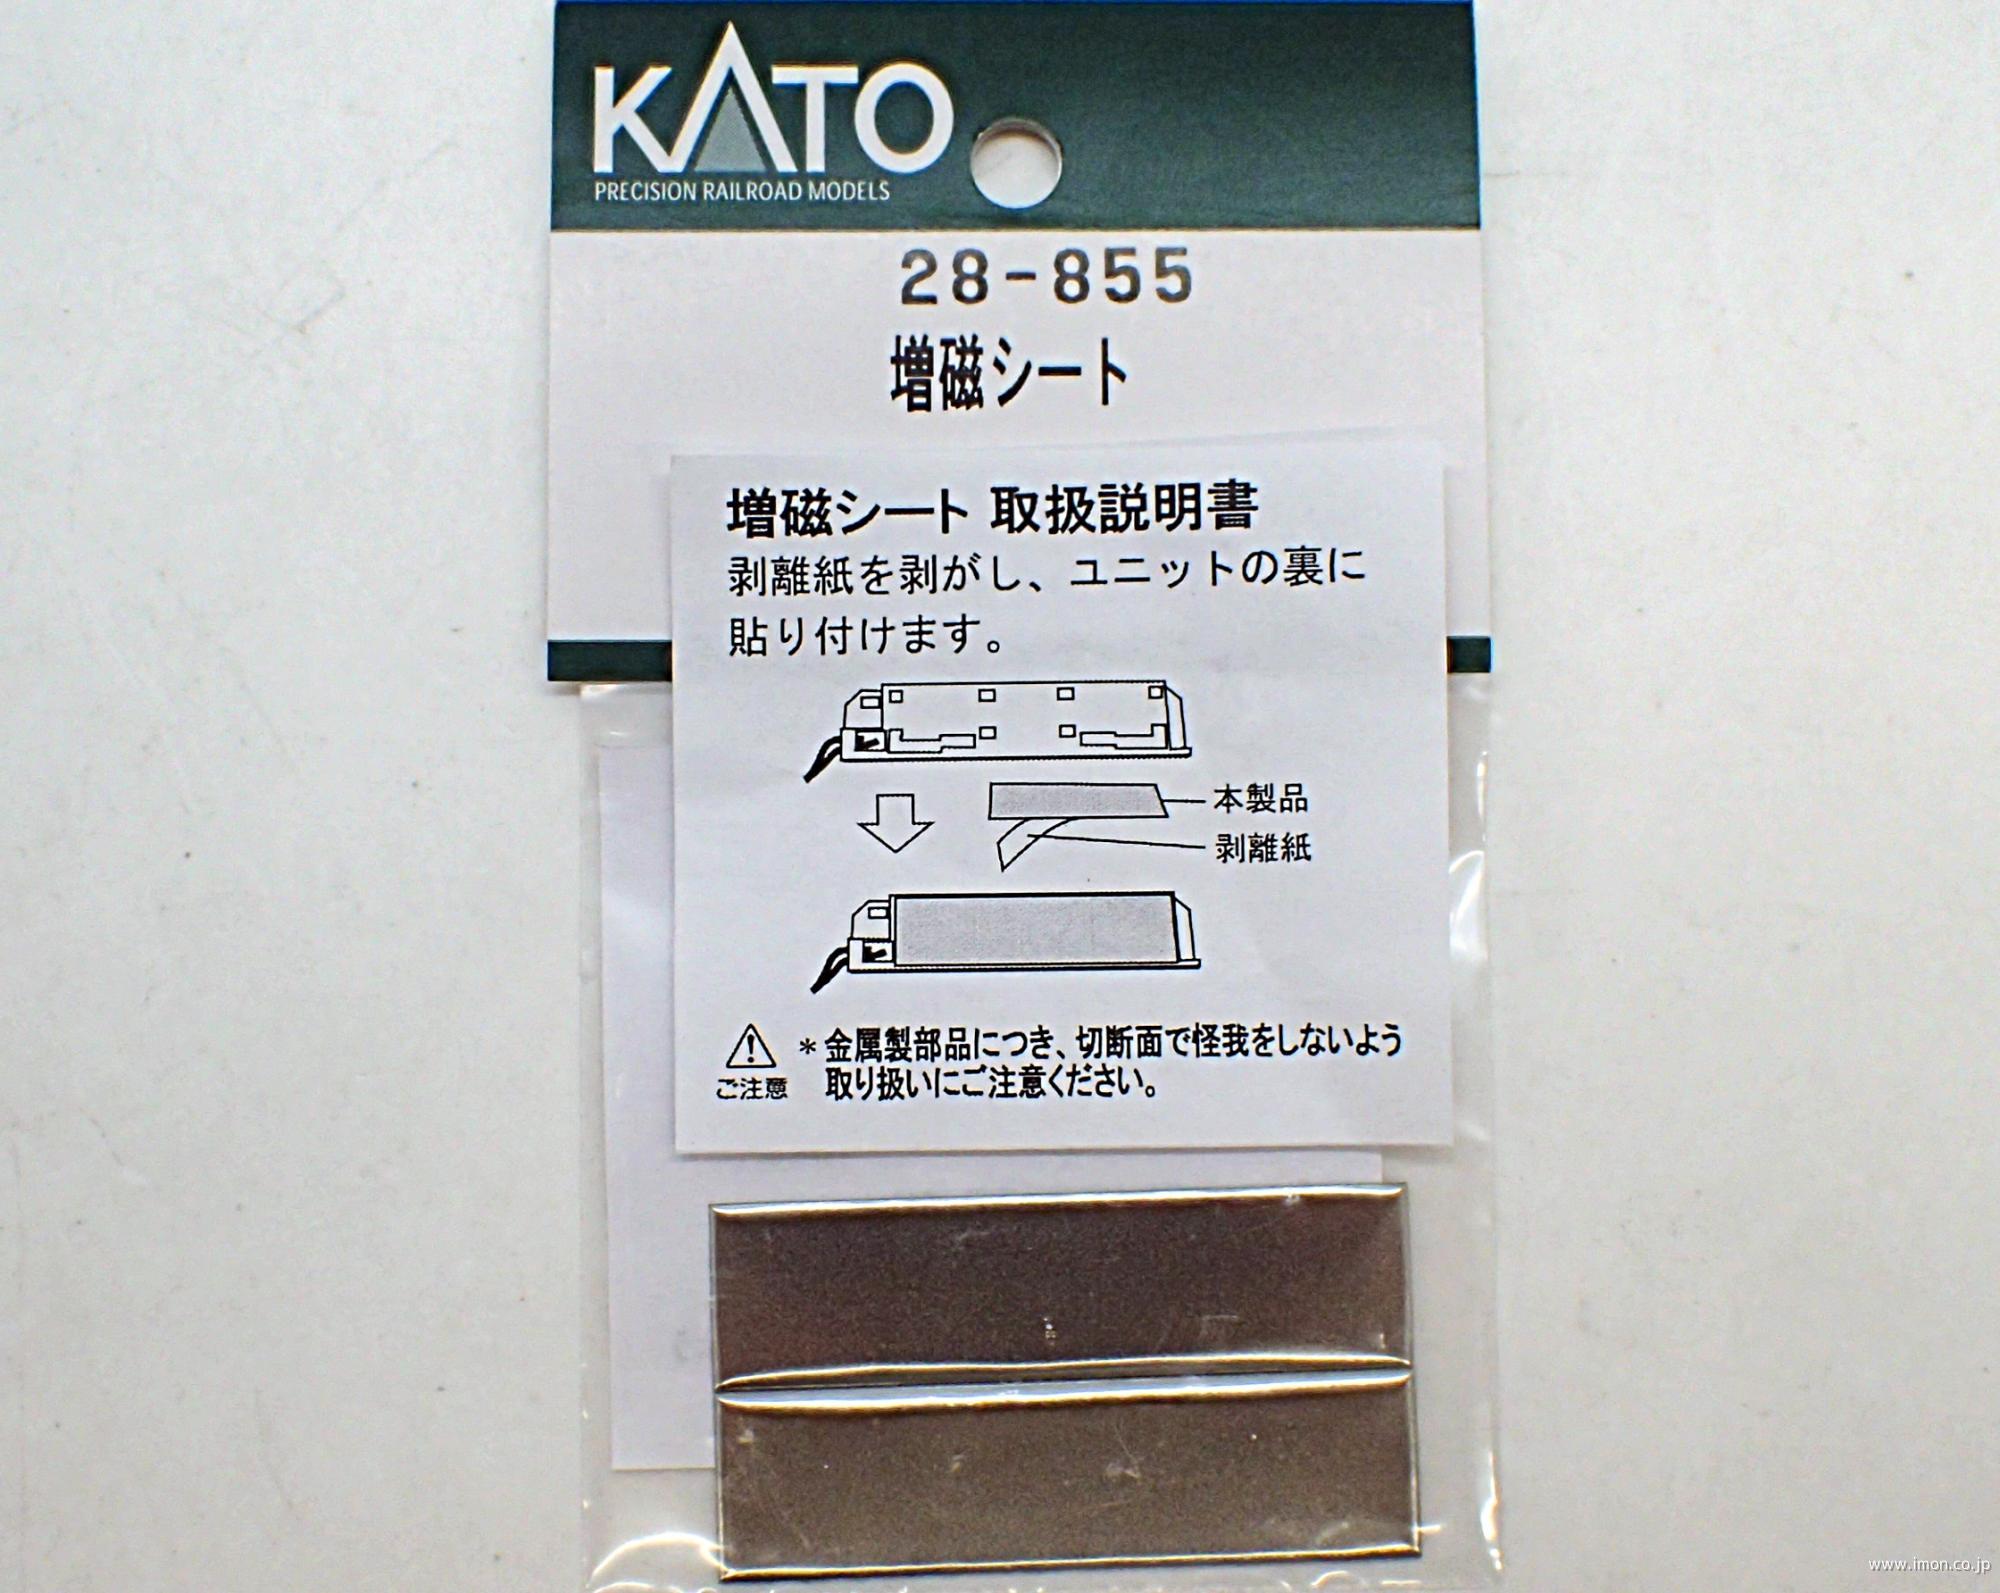 KATO
PRECISION RAILROAD MODELS
28-855
増磁シート
増磁シート 取扱説明書
剥離紙を剥がし、ユニットの裏に
貼り付けます。
本製品
剥離紙
ご注意
＊金属製部品につき、切断面で怪我をしないよう
取り扱いにご注意ください。
www.imon.co.jp